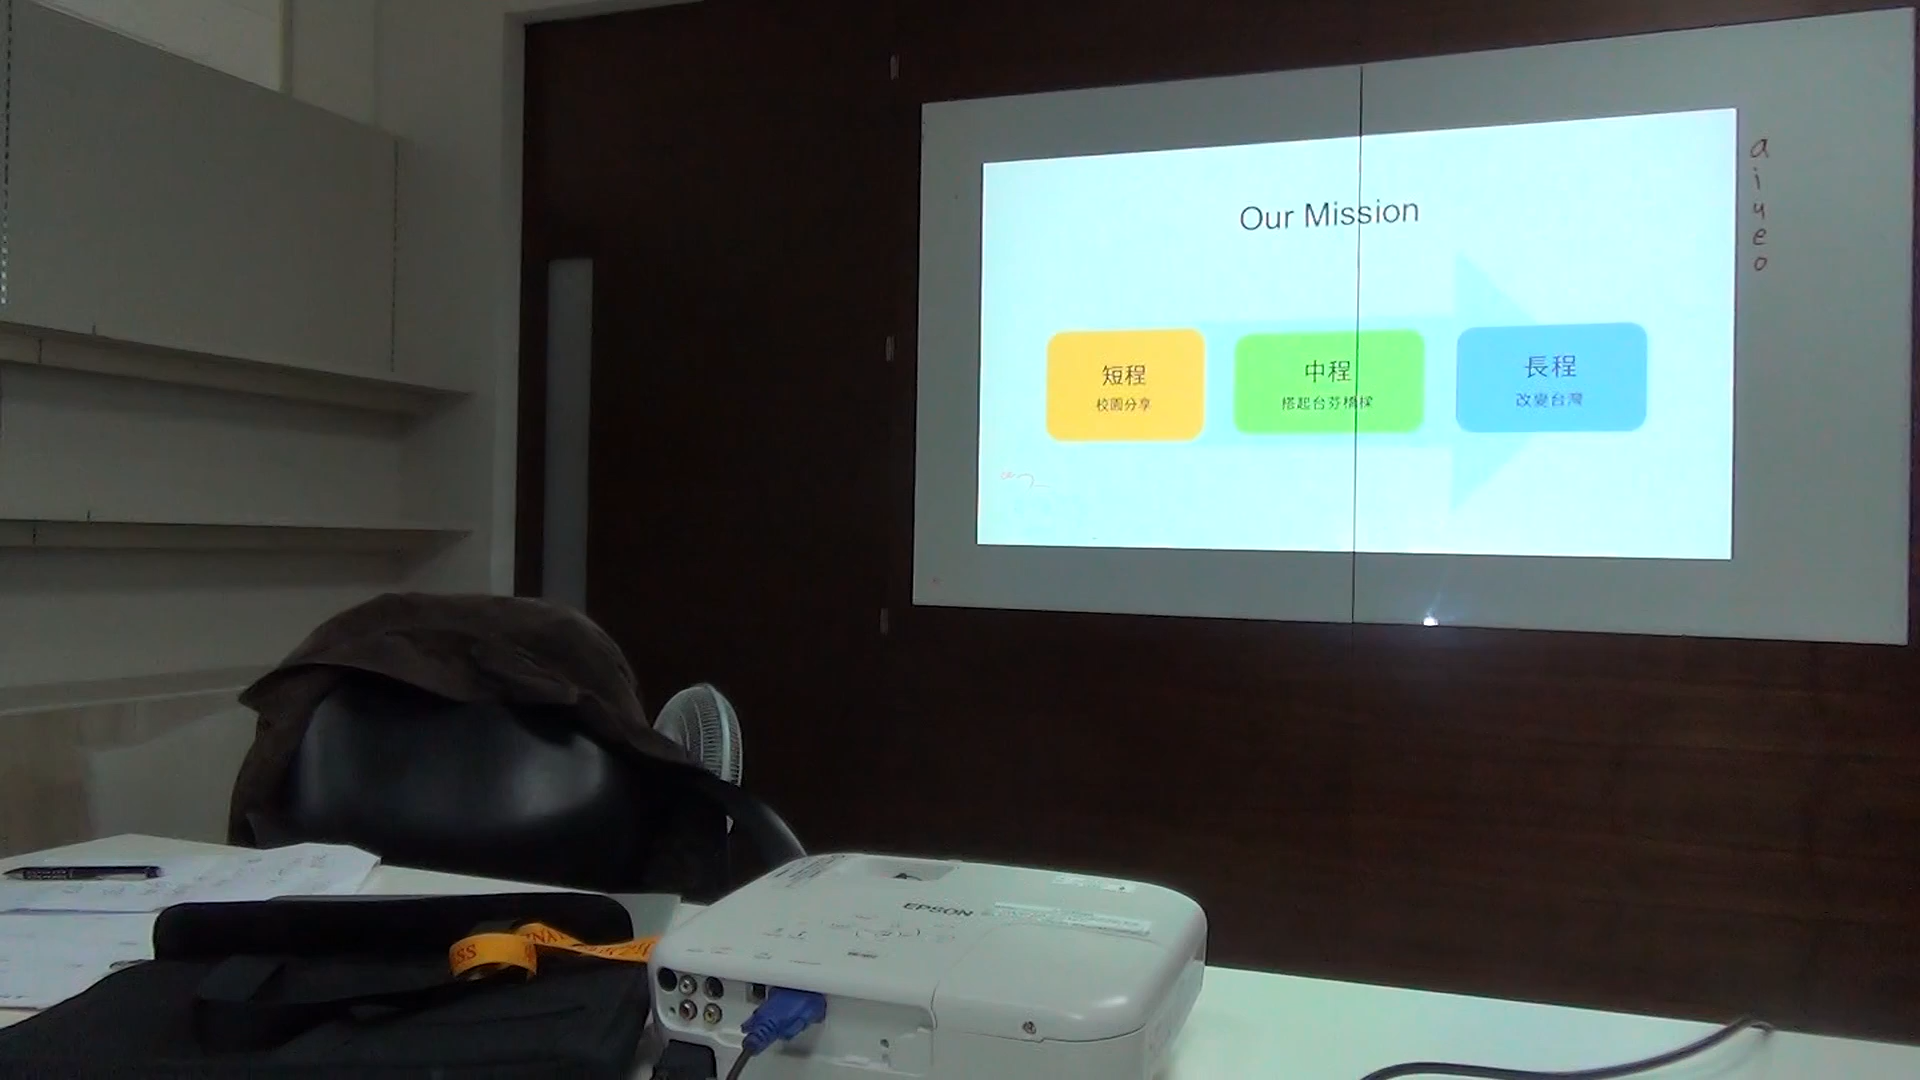 Our Mission
短程
校園分享
中程
搭起台芬橋樑
長程
改變台灣
a
i
u
e
o
EPSON